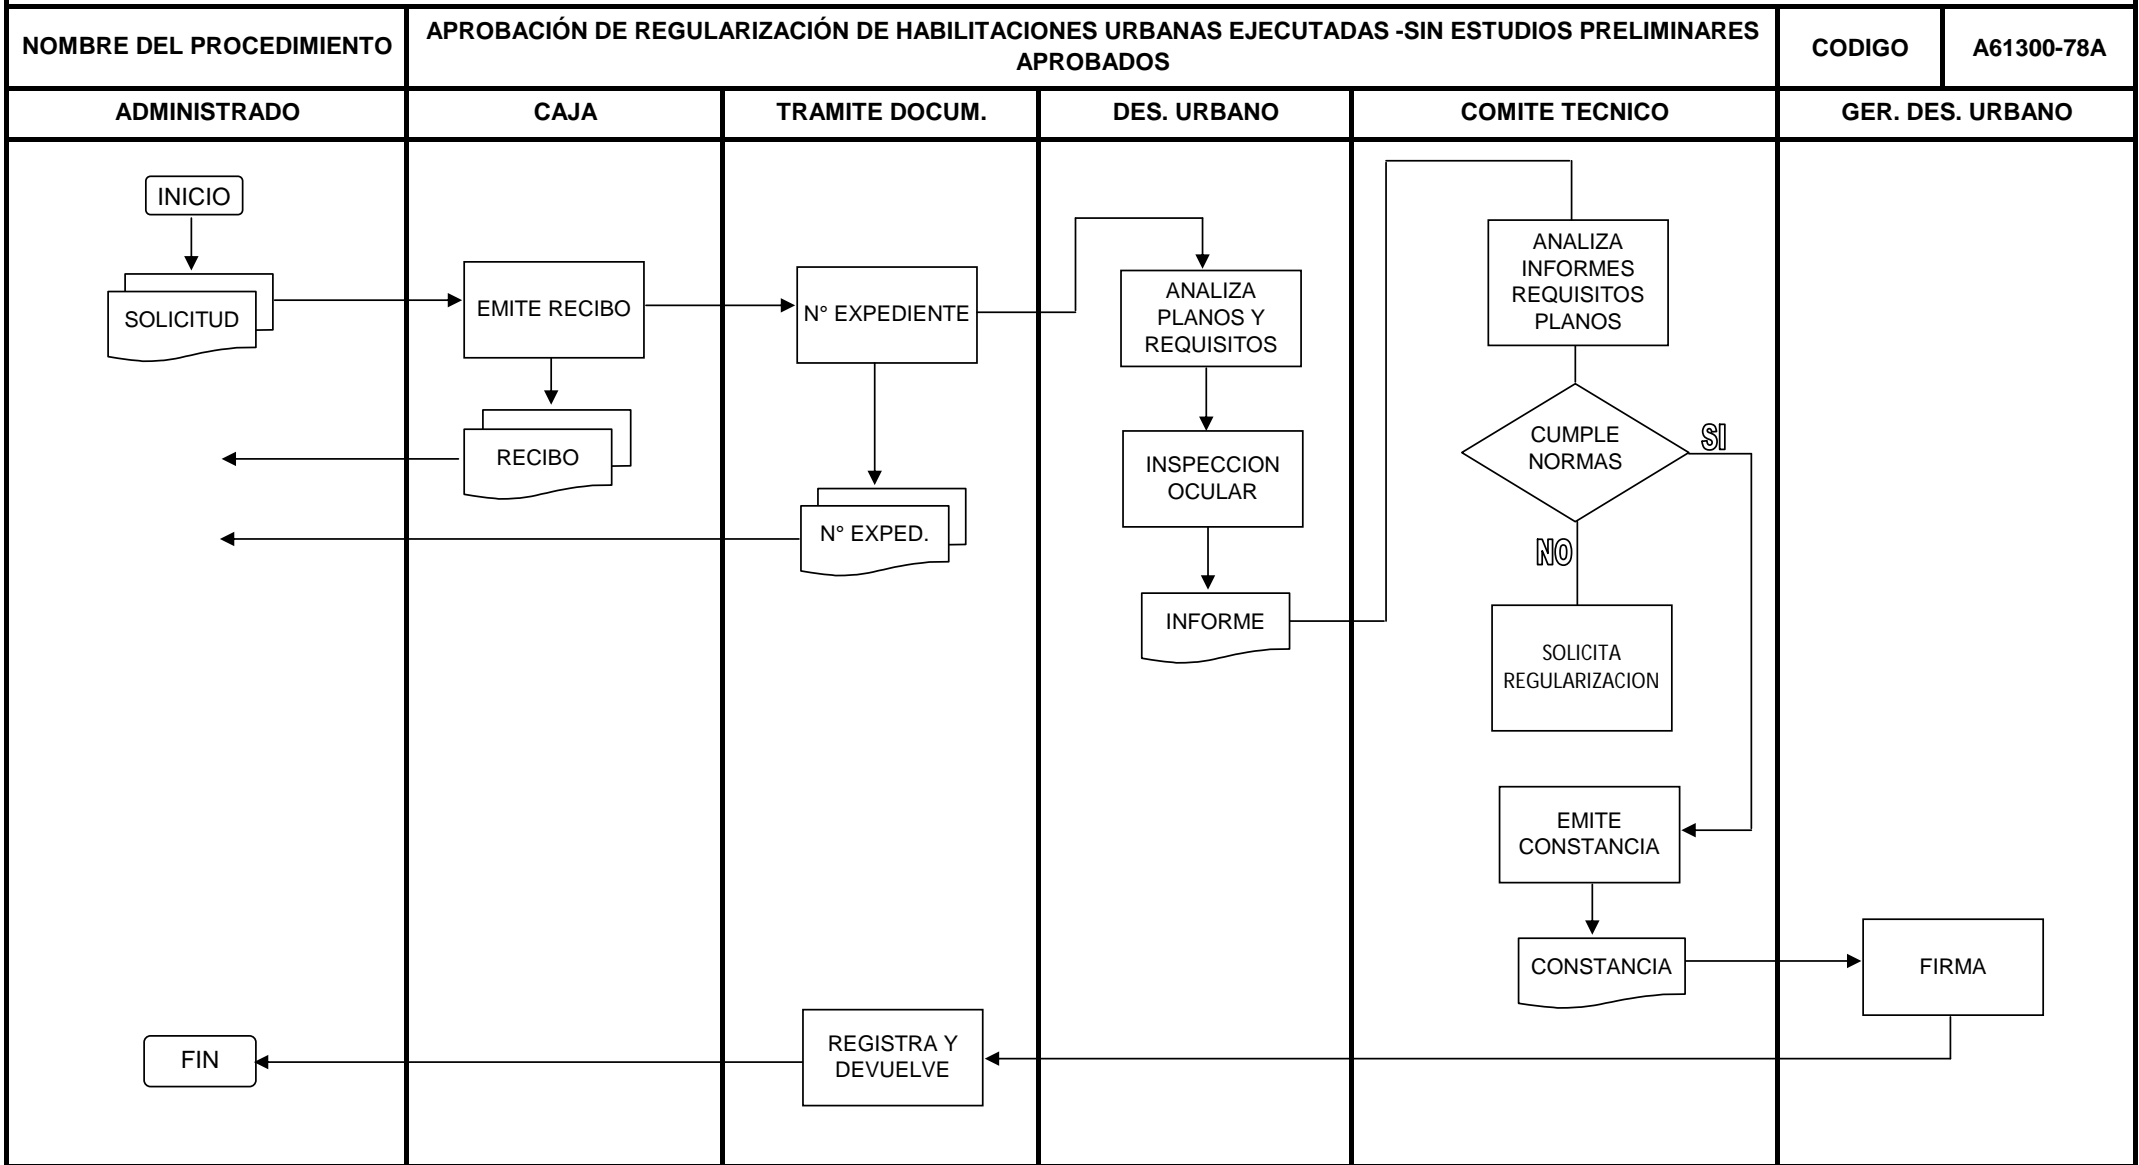 NOMBRE DEL PROCEDIMIENTO
APROBACIÓN DE REGULARIZACIÓN DE HABILITACIONES URBANAS EJECUTADAS -SIN ESTUDIOS PRELIMINARES
APROBADOS
CODIGO
A61300-78A
ADMINISTRADO
CAJA
TRAMITE DOCUM.
DES. URBANO
COMITE TECNICO
GER. DES. URBANO
INICIO
SOLICITUD
EMITE RECIBO
RECIBO
N° EXPEDIENTE
N° EXPED.
ANALIZA
PLANOS Y
REQUISITOS
INSPECCION
OCULAR
INFORME
ANALIZA
INFORMES
REQUISITOS
PLANOS
CUMPLE
NORMAS
SI
NO
SOLICITA
REGULARIZACION
EMITE
CONSTANCIA
CONSTANCIA
FIRMA
REGISTRA Y
DEVUELVE
FIN